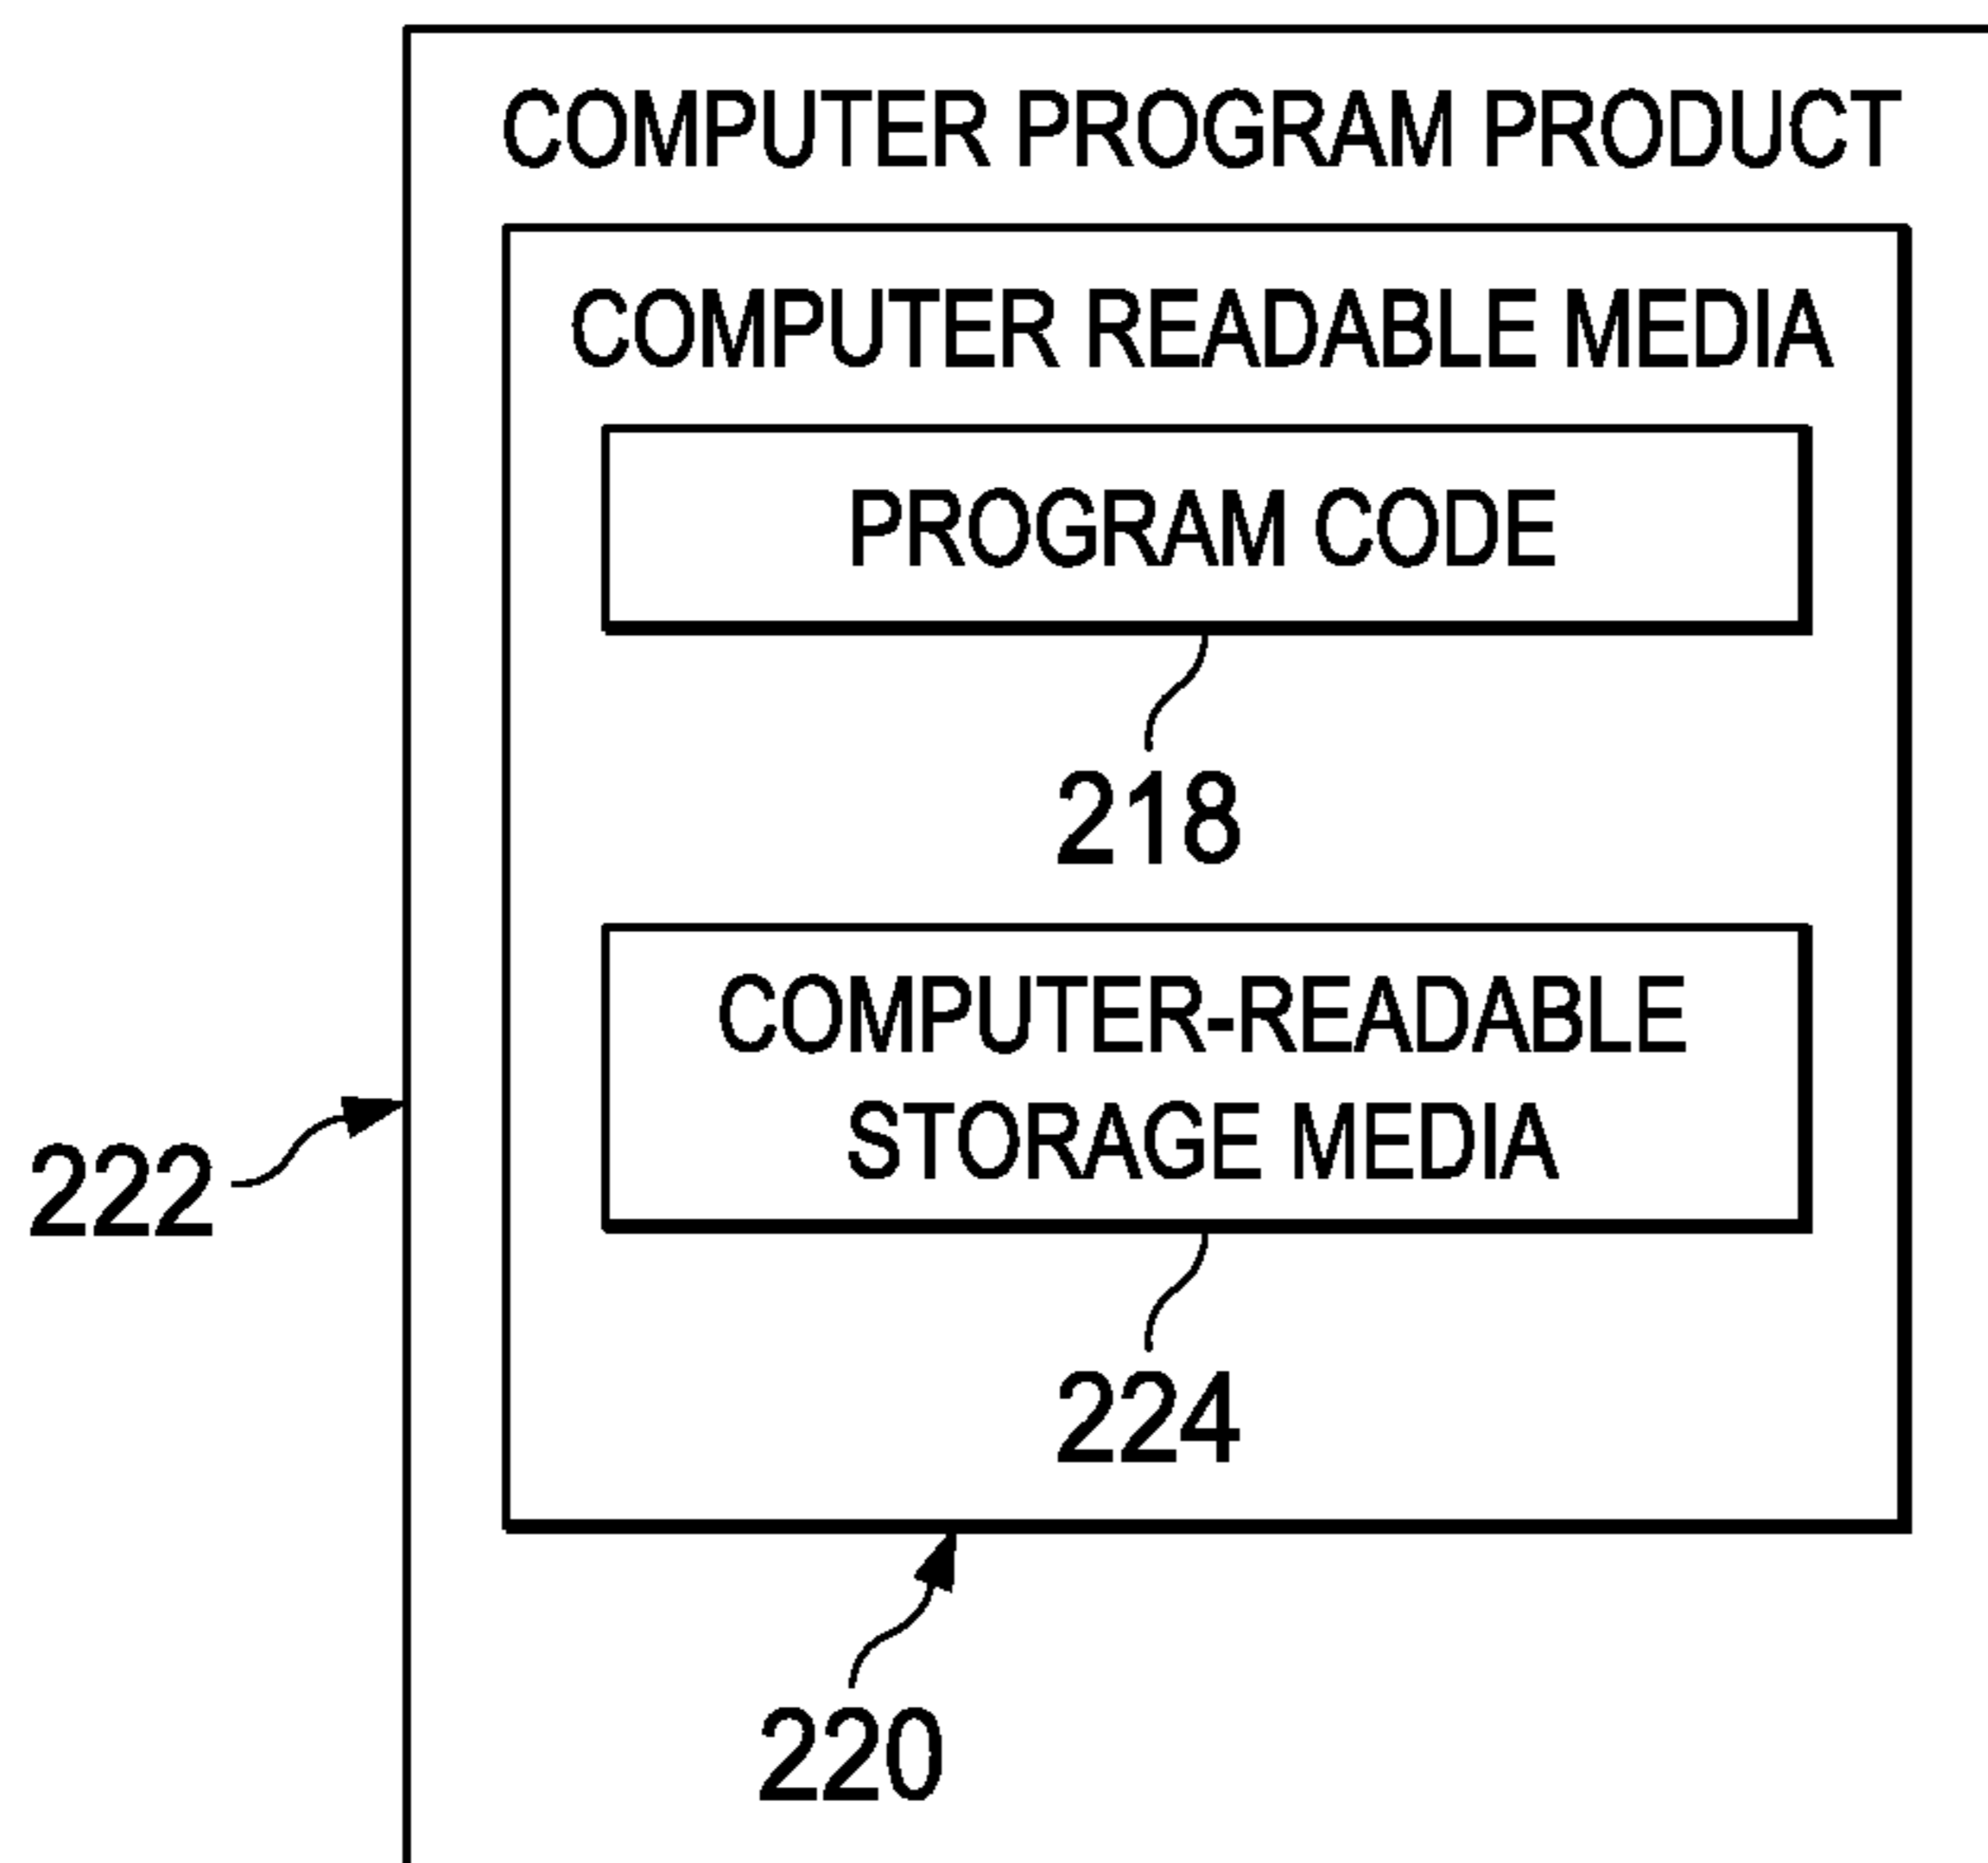 COMPUTER PROGRAM PRODUCT
COMPUTER READABLE MEDIA
PROGRAM CODE
218
COMPUTER-READABLE
STORAGE MEDIA
222
224
220